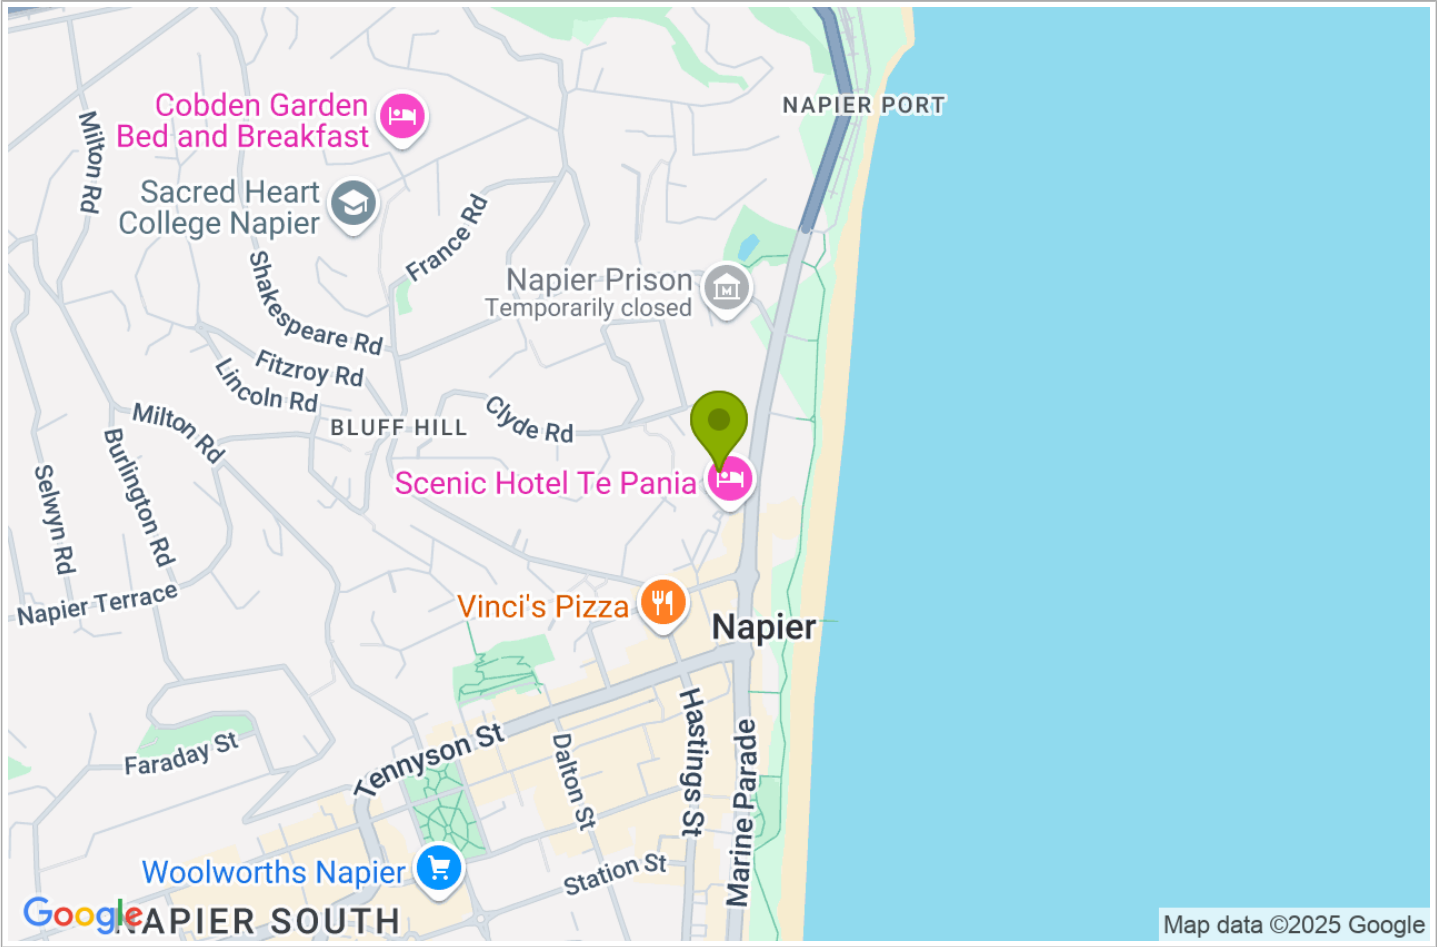 NAPIER PORT
Cobden Garden
Bed and Breakfast
Milton Rd
Sacred Heart
College Napier
France Rd
Shakespeare Rd
Napier Prison
Temporarily closed
Fitzroy Rd
Lincoln Rd
Milton Rd
BLUFF HILL
Clyde Rd
Burlington Rd
Selwyn Rd
Scenic Hotel Te Pania
Napier Terrace
Vinci's Pizza
Napier
Faraday St
Tennyson St
Dalton St
Hastings St
Marine Parade
Woolworths Napier
Station St
Google
NAPIER SOUTH
Map data ©2025 Google